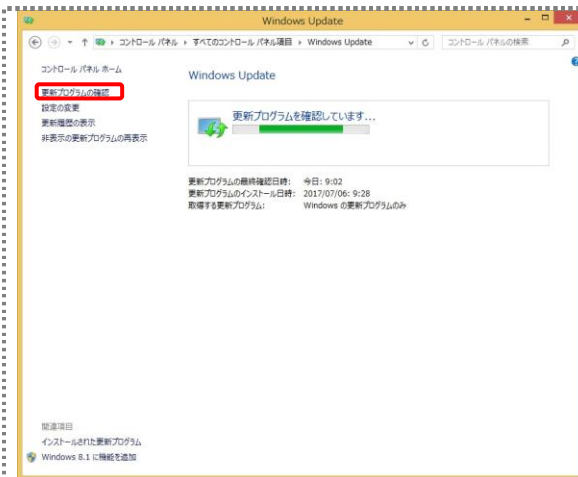 Windows Update
コントロール パネル ▸ すべてのコントロール パネル項目 ▸ Windows Update
コントロール パネルの検索
コントロール パネル ホーム
更新プログラムの確認
設定の変更
更新履歴の表示
非表示の更新プログラムの再表示
Windows Update
更新プログラムを確認しています...
更新プログラムの最終確認日時: 今日: 9:02
更新プログラムのインストール日時: 2017/07/06: 9:28
取得する更新プログラム: Windows の更新プログラムのみ
関連項目
インストールされた更新プログラム
Windows 8.1 に機能を追加